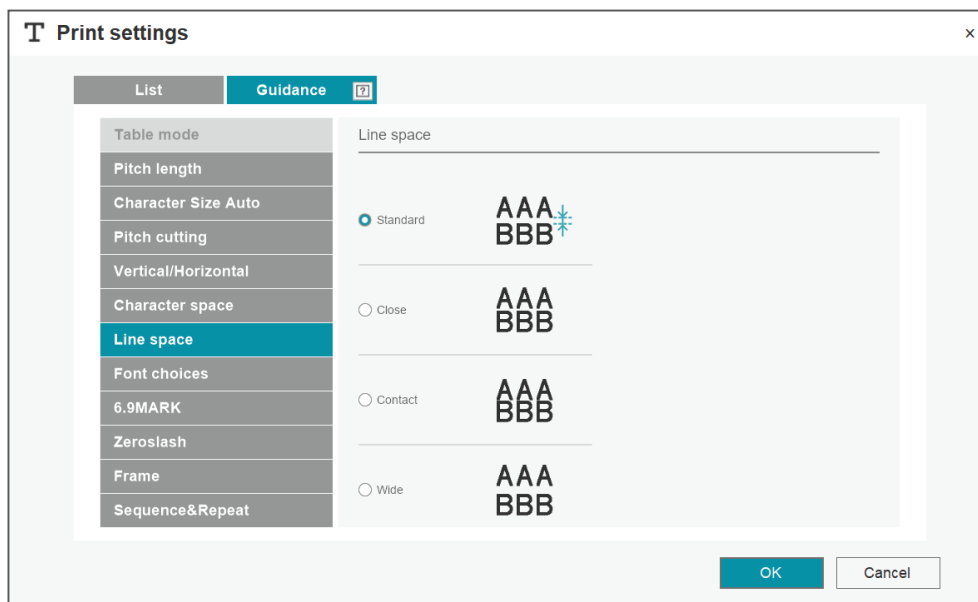 T Print settings ×
List Guidance ?
Table mode
Pitch length
Character Size Auto
Pitch cutting
Vertical/Horizontal
Character space
Line space
Font choices
6.9MARK
Zeroslash
Frame
Sequence&Repeat
Line space
Standard AAA
BBB
Close AAA
BBB
Contact AAA
BBB
Wide AAA
BBB
OK Cancel